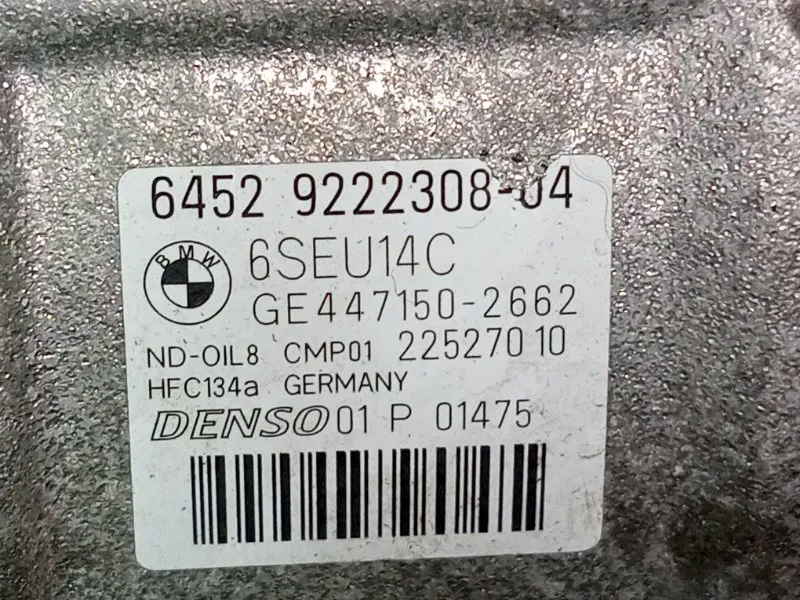 6452 9222308-04
BMW
6SEU14C
GE447150-2662
ND-OIL8 CMP01 22527010
HFC134a GERMANY
DENSO 01 P 01475